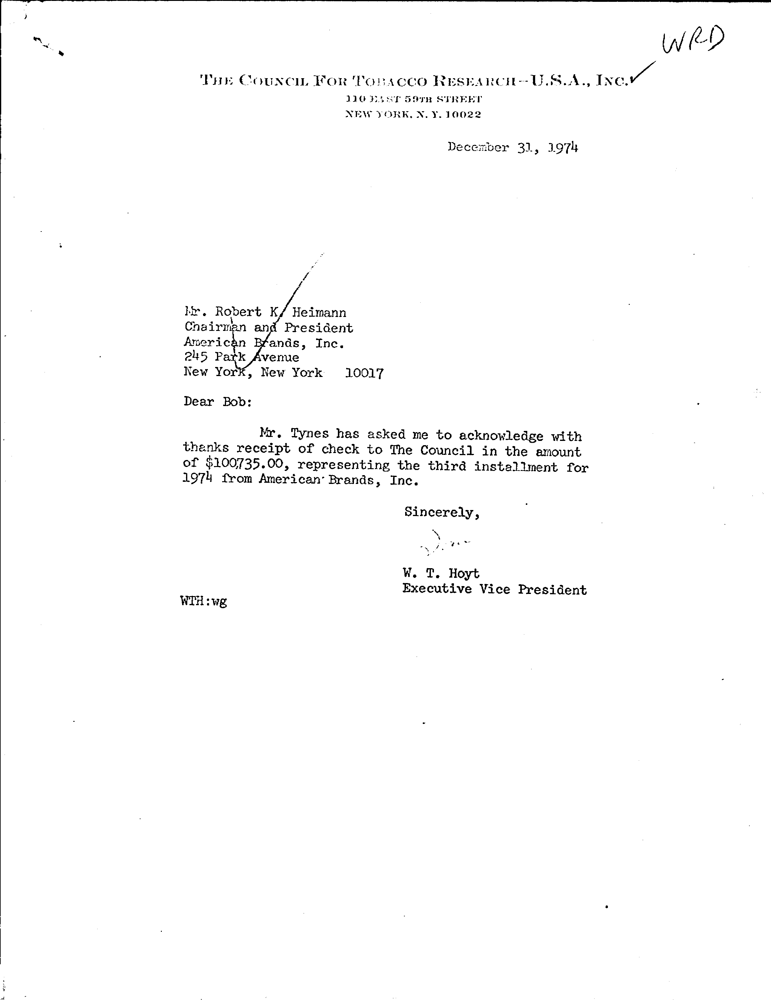 WRD
THE COUNCIL FOR TOBACCO RESEARCH--U.S.A., INC.
110 EAST 59TH STREET
NEW YORK, N. Y. 10022
December 31, 1974
Mr. Robert K. Heimann
Chairman and President
American Brands, Inc.
245 Park Avenue
New York, New York 10017
Dear Bob:
Mr. Tynes has asked me to acknowledge with
thanks receipt of check to The Council in the amount
of $100,735.00, representing the third installment for
1974 from American Brands, Inc.
Sincerely,
W. T. Hoyt
Executive Vice President
WTH:wg